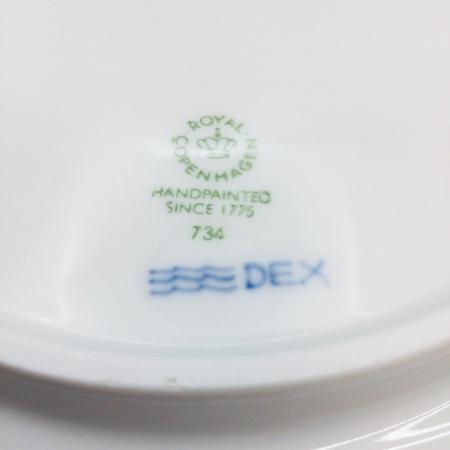 ROYAL
COPENHAGEN
HANDPAINTED
SINCE 1775
734
DEX